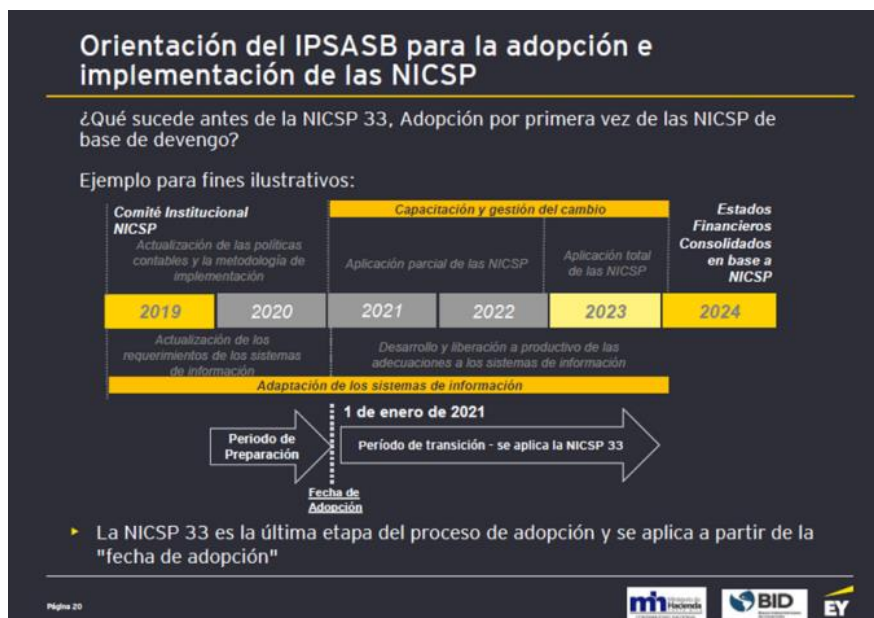 Orientación del IPSASB para la adopción e
implementación de las NICSP
¿Qué sucede antes de la NICSP 33, Adopción por primera vez de las NICSP de
base de devengo?
Ejemplo para fines ilustrativos:
Comité Institucional
NICSP
Actualización de las políticas
contables y la metodología de
implementación
Capacitación y gestión del cambio
Aplicación parcial de las NICSP
Aplicación total
de las NICSP
Estados
Financieros
Consolidados
en base a
NICSP
2019
2020
2021
2022
2023
2024
Actualización de los
requerimientos de los sistemas
de información
Desarrollo y liberación a productivo de las
adecuaciones a los sistemas de información
Adaptación de los sistemas de información
1 de enero de 2021
Periodo de
Preparación
Período de transición - se aplica la NICSP 33
Fecha de
Adopción
▸ La NICSP 33 es la última etapa del proceso de adopción y se aplica a partir de la
"fecha de adopción"
Página 20
mh
Hacienda
BID
EY